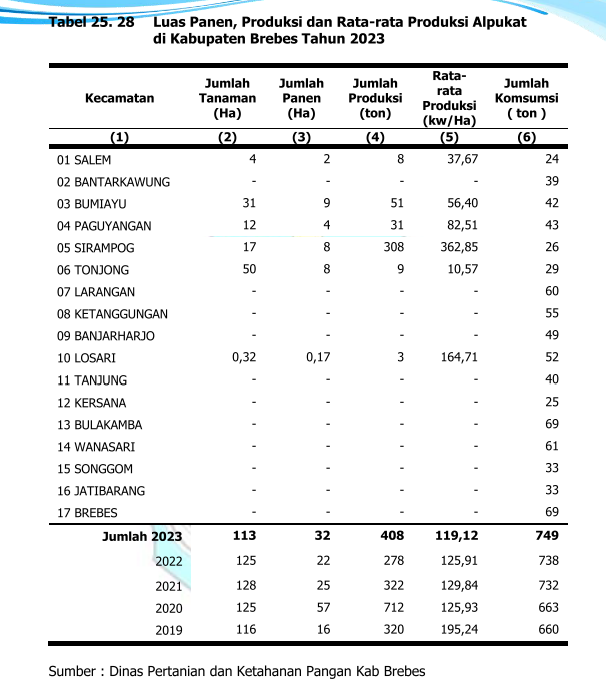 Tabel 25. 28 Luas Panen, Produksi dan Rata-rata Produksi Alpukat
di Kabupaten Brebes Tahun 2023
Kecamatan Jumlah Tanaman (Ha) Jumlah Panen (Ha) Jumlah Produksi (ton) Rata-rata Produksi (kw/Ha) Jumlah Komsumsi ( ton )
(1) (2) (3) (4) (5) (6)
01 SALEM 4 2 8 37,67 24
02 BANTARKAWUNG - - - - 39
03 BUMIAYU 31 9 51 56,40 42
04 PAGUYANGAN 12 4 31 82,51 43
05 SIRAMPOG 17 8 308 362,85 26
06 TONJONG 50 8 9 10,57 29
07 LARANGAN - - - - 60
08 KETANGGUNGAN - - - - 55
09 BANJARHARJO - - - - 49
10 LOSARI 0,32 0,17 3 164,71 52
11 TANJUNG - - - - 40
12 KERSANA - - - - 25
13 BULAKAMBA - - - - 69
14 WANASARI - - - - 61
15 SONGGOM - - - - 33
16 JATIBARANG - - - - 33
17 BREBES - - - - 69
Jumlah 2023 113 32 408 119,12 749
2022 125 22 278 125,91 738
2021 128 25 322 129,84 732
2020 125 57 712 125,93 663
2019 116 16 320 195,24 660
Sumber : Dinas Pertanian dan Ketahanan Pangan Kab Brebes